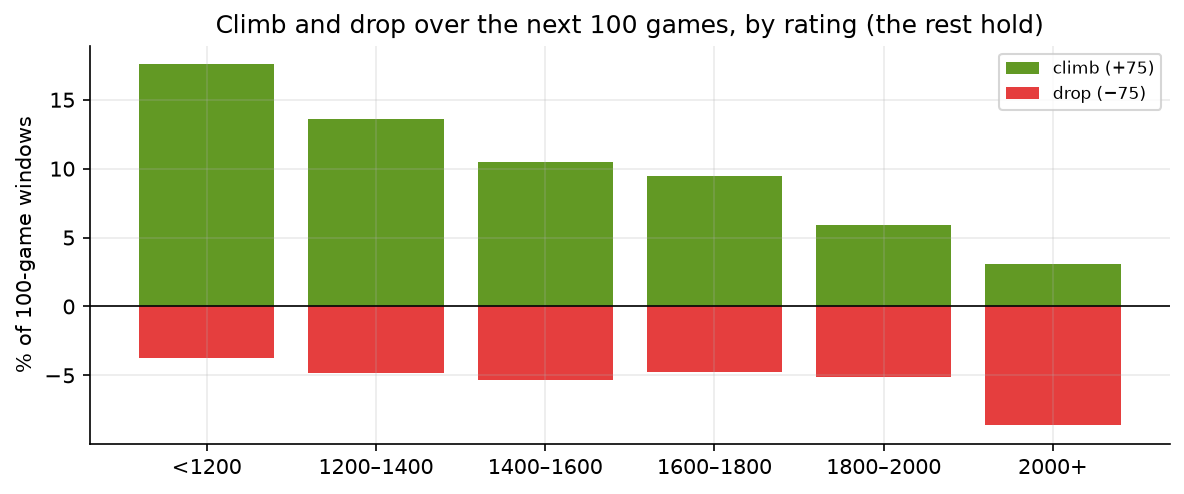 Climb and drop over the next 100 games, by rating (the rest hold)
climb (+75)
drop (−75)
% of 100-game windows
15
10
5
0
−5
<1200
1200–1400
1400–1600
1600–1800
1800–2000
2000+